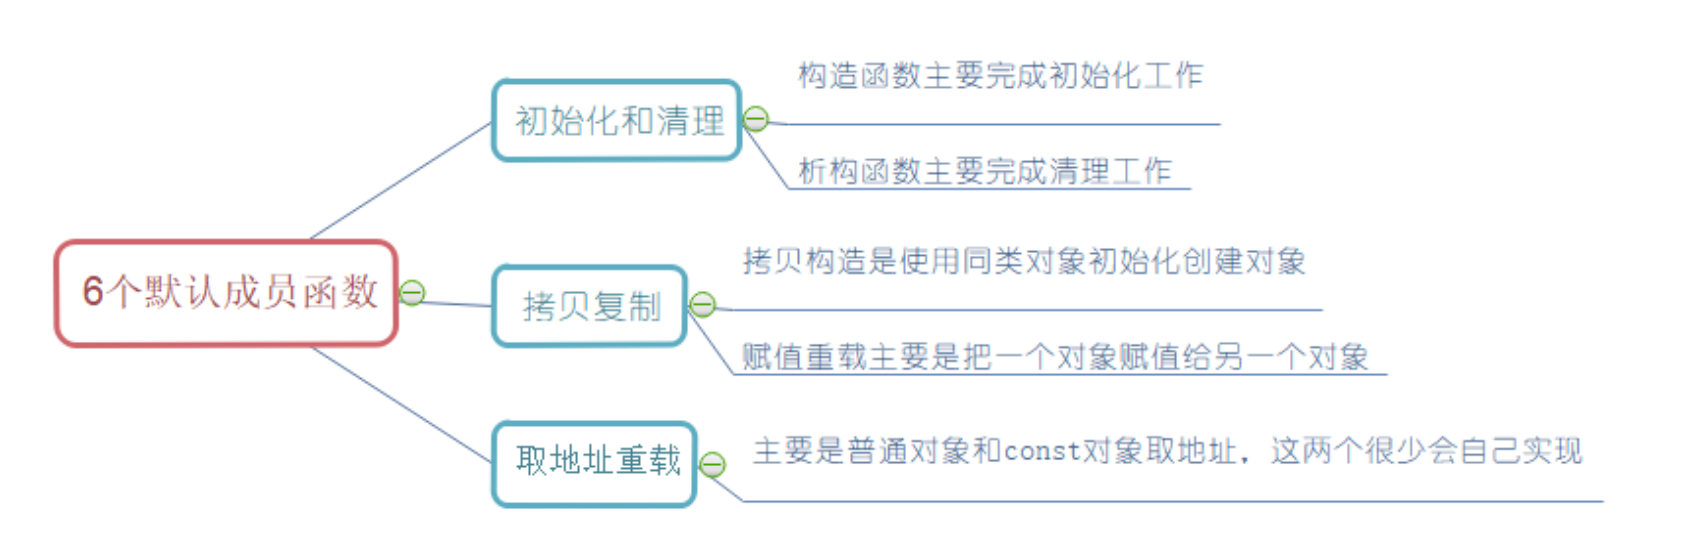 6个默认成员函数
初始化和清理
构造函数主要完成初始化工作
析构函数主要完成清理工作
拷贝复制
拷贝构造是使用同类对象初始化创建对象
赋值重载主要是把一个对象赋值给另一个对象
取地址重载
主要是普通对象和const对象取地址，这两个很少会自己实现